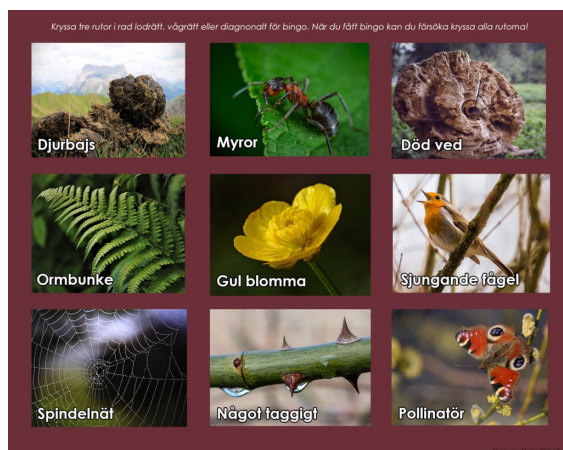 Kryssa tre rutor i rad lodrätt, vågrätt eller diagnonalt för bingo. När du fått bingo kan du försöka kryssa alla rutorna!
Djurbajs
Myror
Död ved
Ormbunke
Gul blomma
Sjungande fågel
Spindelnät
Något taggigt
Pollinatör